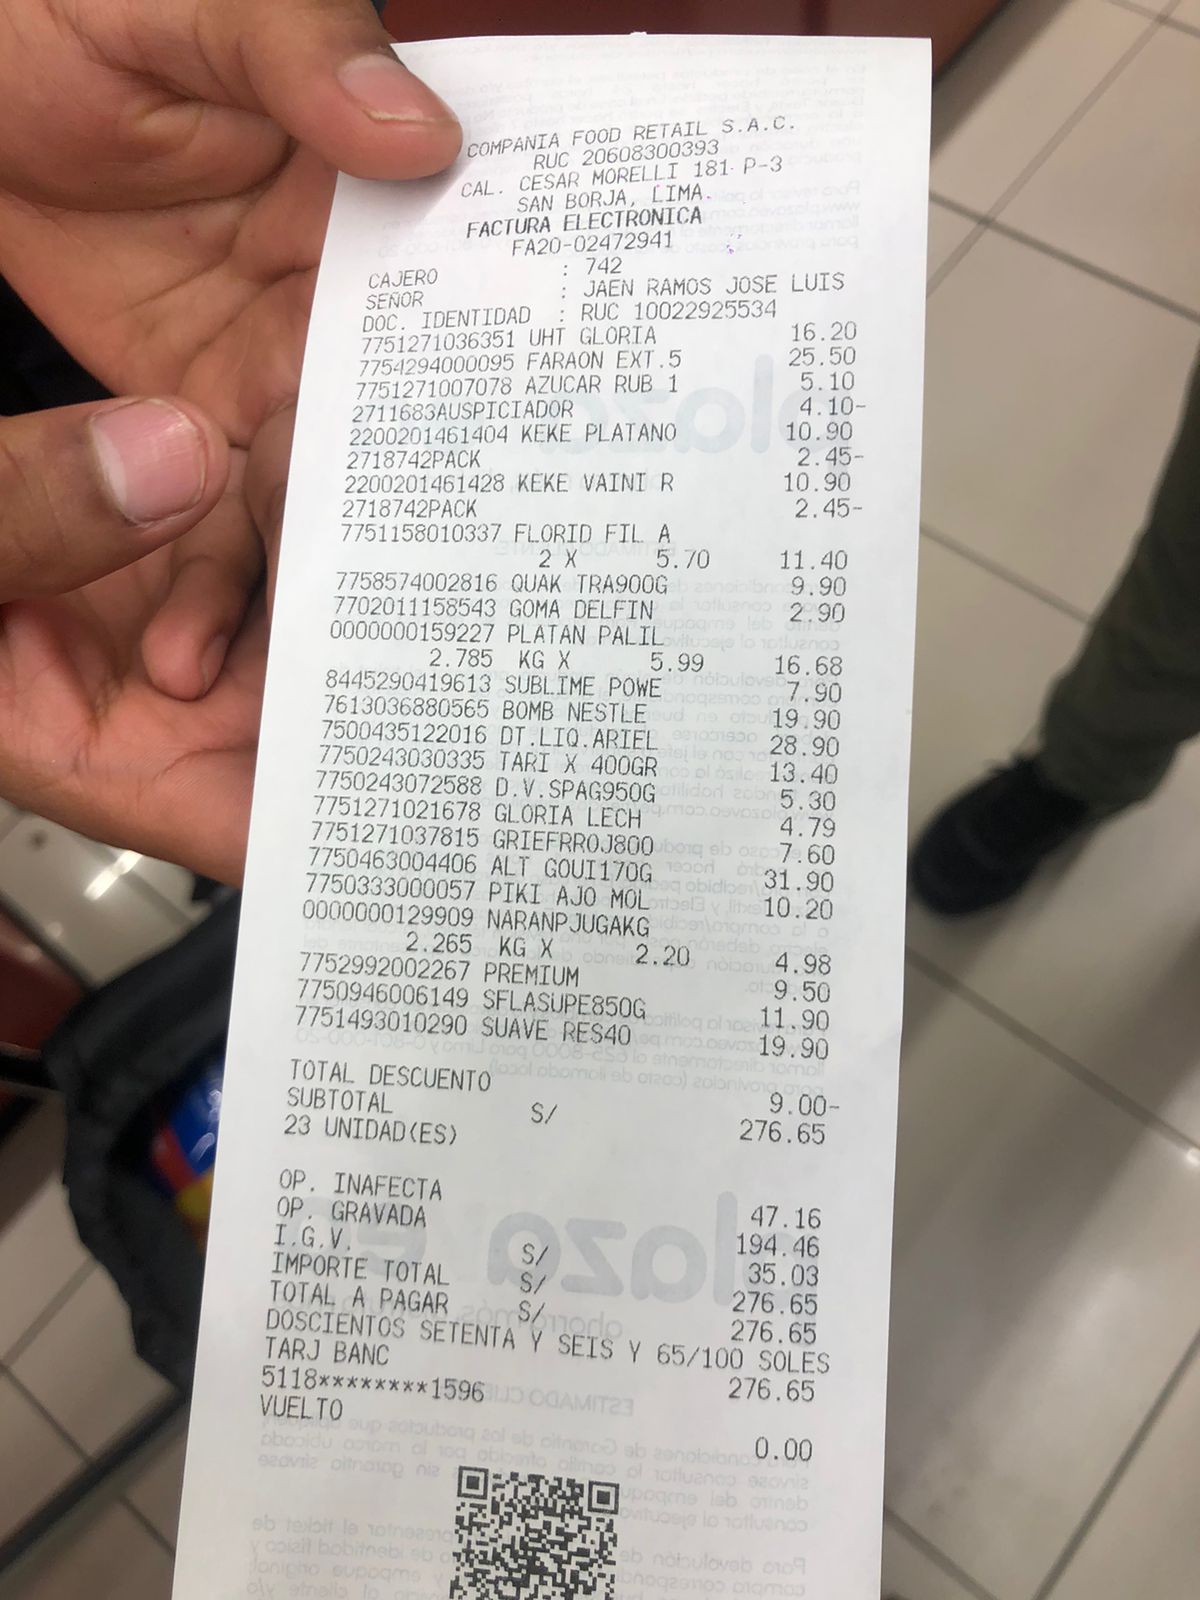 COMPANIA FOOD RETAIL S.A.C.
RUC 20608300393
CAL. CESAR MORELLI 181 P-3
SAN BORJA, LIMA
FACTURA ELECTRONICA
FA20-02472941
CAJERO : 742
SEÑOR : JAEN RAMOS JOSE LUIS
DOC. IDENTIDAD : RUC 10022925534
7751271036351 UHT GLORIA 16.20
7754294000095 FARAON EXT.5 25.50
7751271007078 AZUCAR RUB 1 5.10
2711683AUSPICIADOR 4.10-
2200201461404 KEKE PLATANO 10.90
2718742PACK 2.45-
2200201461428 KEKE VAINI R 10.90
2718742PACK 2.45-
7751158010337 FLORID FIL A
2 X 5.70 11.40
7758574002816 QUAK TRA900G 9.90
7702011158543 GOMA DELFIN 2.90
0000000159227 PLATAN PALIL
2.785 KG X 5.99 16.68
8445290419613 SUBLIME POWE 7.90
7613036880565 BOMB NESTLE 19.90
7500435122016 DT.LIQ.ARIEL 28.90
7750243030335 TARI X 400GR 13.40
7750243072588 D.V.SPAG950G 5.30
7751271021678 GLORIA LECH 4.79
7751271037815 GRIEFRROJ800 7.60
7750463004406 ALT GOUI170G 31.90
7750333000057 PIKI AJO MOL 10.20
0000000129909 NARANPJUGAKG
2.265 KG X 2.20 4.98
7752992002267 PREMIUM 9.50
7750946006149 SFLASUPE850G 11.90
7751493010290 SUAVE RES40 19.90
TOTAL DESCUENTO 9.00-
SUBTOTAL S/ 276.65
23 UNIDAD(ES)
OP. INAFECTA 47.16
OP. GRAVADA 194.46
I.G.V. S/ 35.03
IMPORTE TOTAL S/ 276.65
TOTAL A PAGAR S/ 276.65
DOSCIENTOS SETENTA Y SEIS Y 65/100 SOLES
TARJ BANC 276.65
5118********1596
VUELTO 0.00